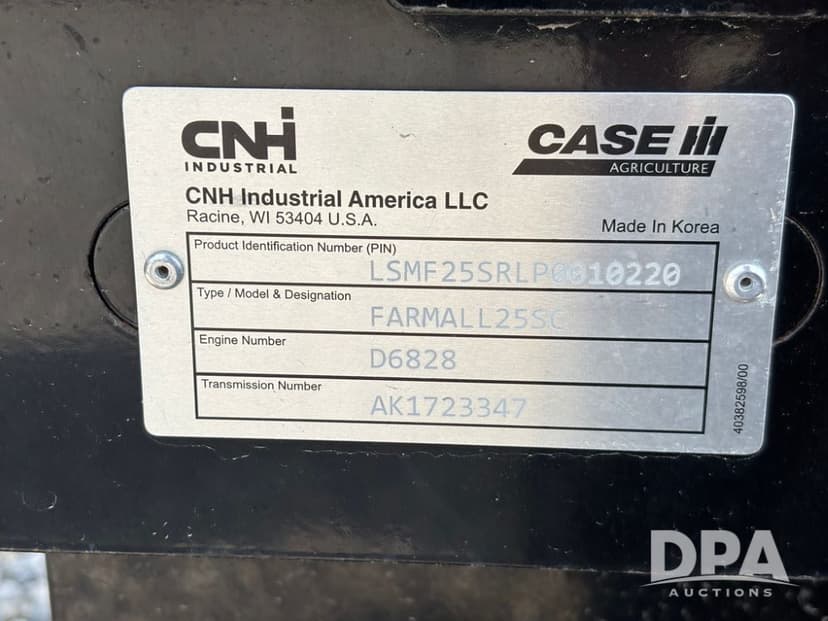 CNH
INDUSTRIAL
CASE IH
AGRICULTURE
CNH Industrial America LLC
Racine, WI 53404 U.S.A.
Made In Korea
Product Identification Number (PIN)
LSMF25SRLP0010220
Type / Model & Designation
FARMALL25SC
Engine Number
D6828
Transmission Number
AK1723347
40382598/00
DPA
AUCTIONS